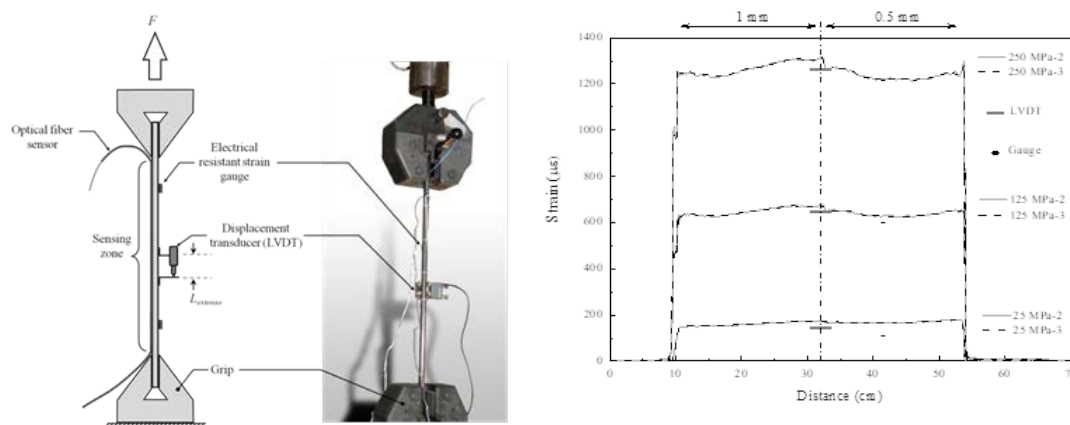 F
Optical fiber
sensor
Electrical
resistant strain
gauge
Displacement
transducer (LVDT)
Sensing
zone
Grip
1 mm
0.5 mm
1400
1200
1000
800
600
400
200
0
Strain (με)
0
10
20
30
40
50
60
Distance (cm)
250 MPa-2
250 MPa-3
LVDT
Gauge
125 MPa-2
125 MPa-3
25 MPa-2
25 MPa-3